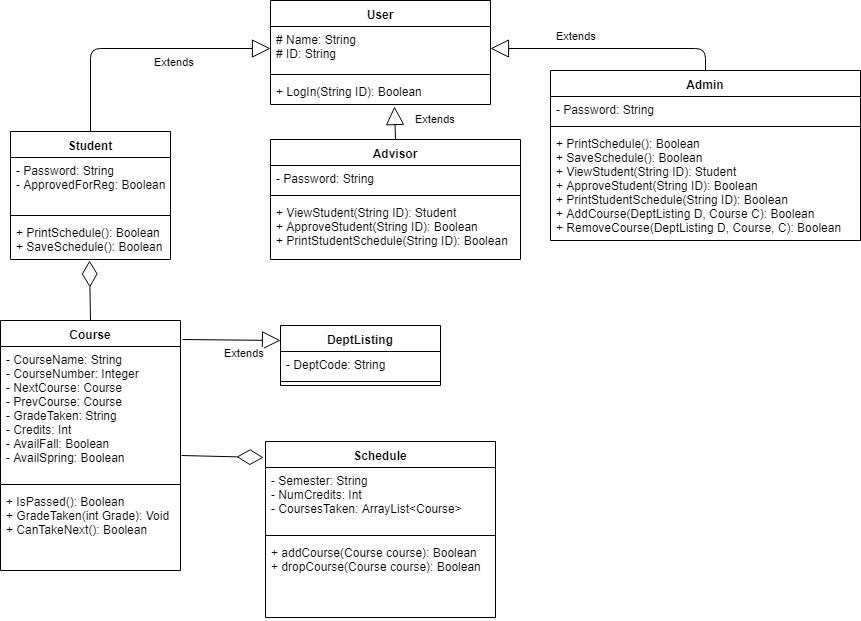 User
# Name: String
# ID: String
+ LogIn(String ID): Boolean
Extends
Extends
Extends
Student
- Password: String
- ApprovedForReg: Boolean
+ PrintSchedule(): Boolean
+ SaveSchedule(): Boolean
Advisor
- Password: String
+ ViewStudent(String ID): Student
+ ApproveStudent(String ID): Boolean
+ PrintStudentSchedule(String ID): Boolean
Admin
- Password: String
+ PrintSchedule(): Boolean
+ SaveSchedule(): Boolean
+ ViewStudent(String ID): Student
+ ApproveStudent(String ID): Boolean
+ PrintStudentSchedule(String ID): Boolean
+ AddCourse(DeptListing D, Course C): Boolean
+ RemoveCourse(DeptListing D, Course, C): Boolean
Course
- CourseName: String
- CourseNumber: Integer
- NextCourse: Course
- PrevCourse: Course
- GradeTaken: String
- Credits: Int
- AvailFall: Boolean
- AvailSpring: Boolean
+ IsPassed(): Boolean
+ GradeTaken(int Grade): Void
+ CanTakeNext(): Boolean
Extends
DeptListing
- DeptCode: String
Schedule
- Semester: String
- NumCredits: Int
- CoursesTaken: ArrayList<Course>
+ addCourse(Course course): Boolean
+ dropCourse(Course course): Boolean